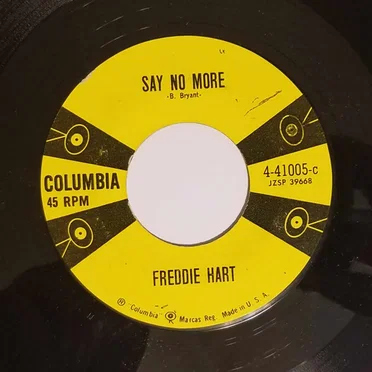 SAY NO MORE
-B. Bryant-
COLUMBIA
45 RPM
4-41005-c
JZSP 39668
FREDDIE HART
® "Columbia" Marcas Reg. Made in U. S. A.